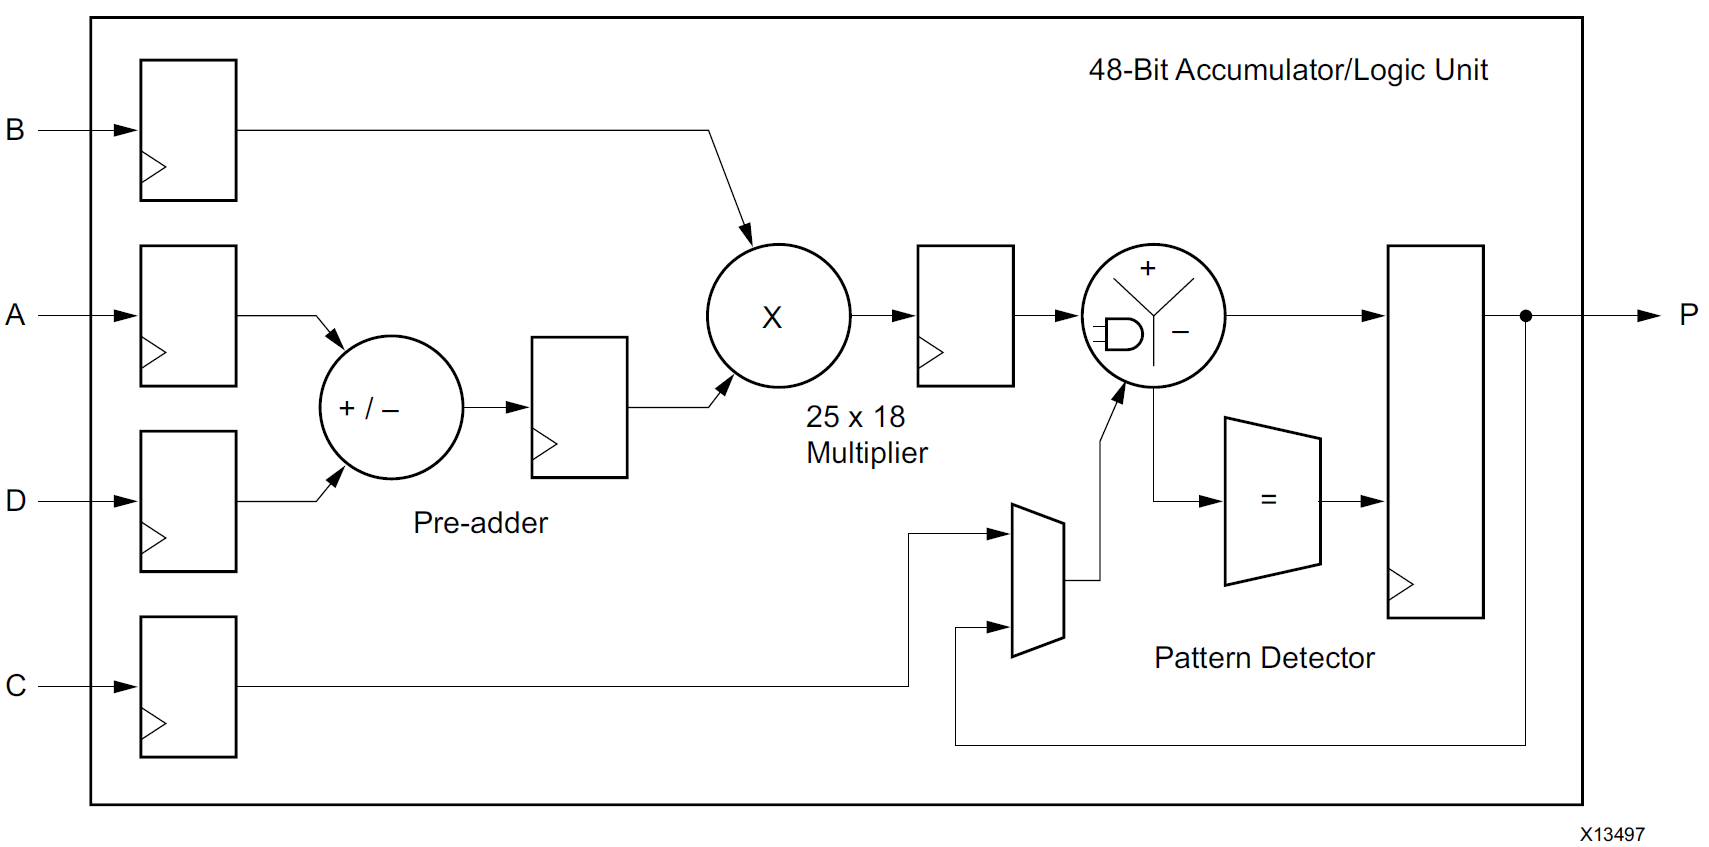 48-Bit Accumulator/Logic Unit
B
A
D
C
+ / –
Pre-adder
X
25 x 18
Multiplier
+
–
=
Pattern Detector
P
X13497